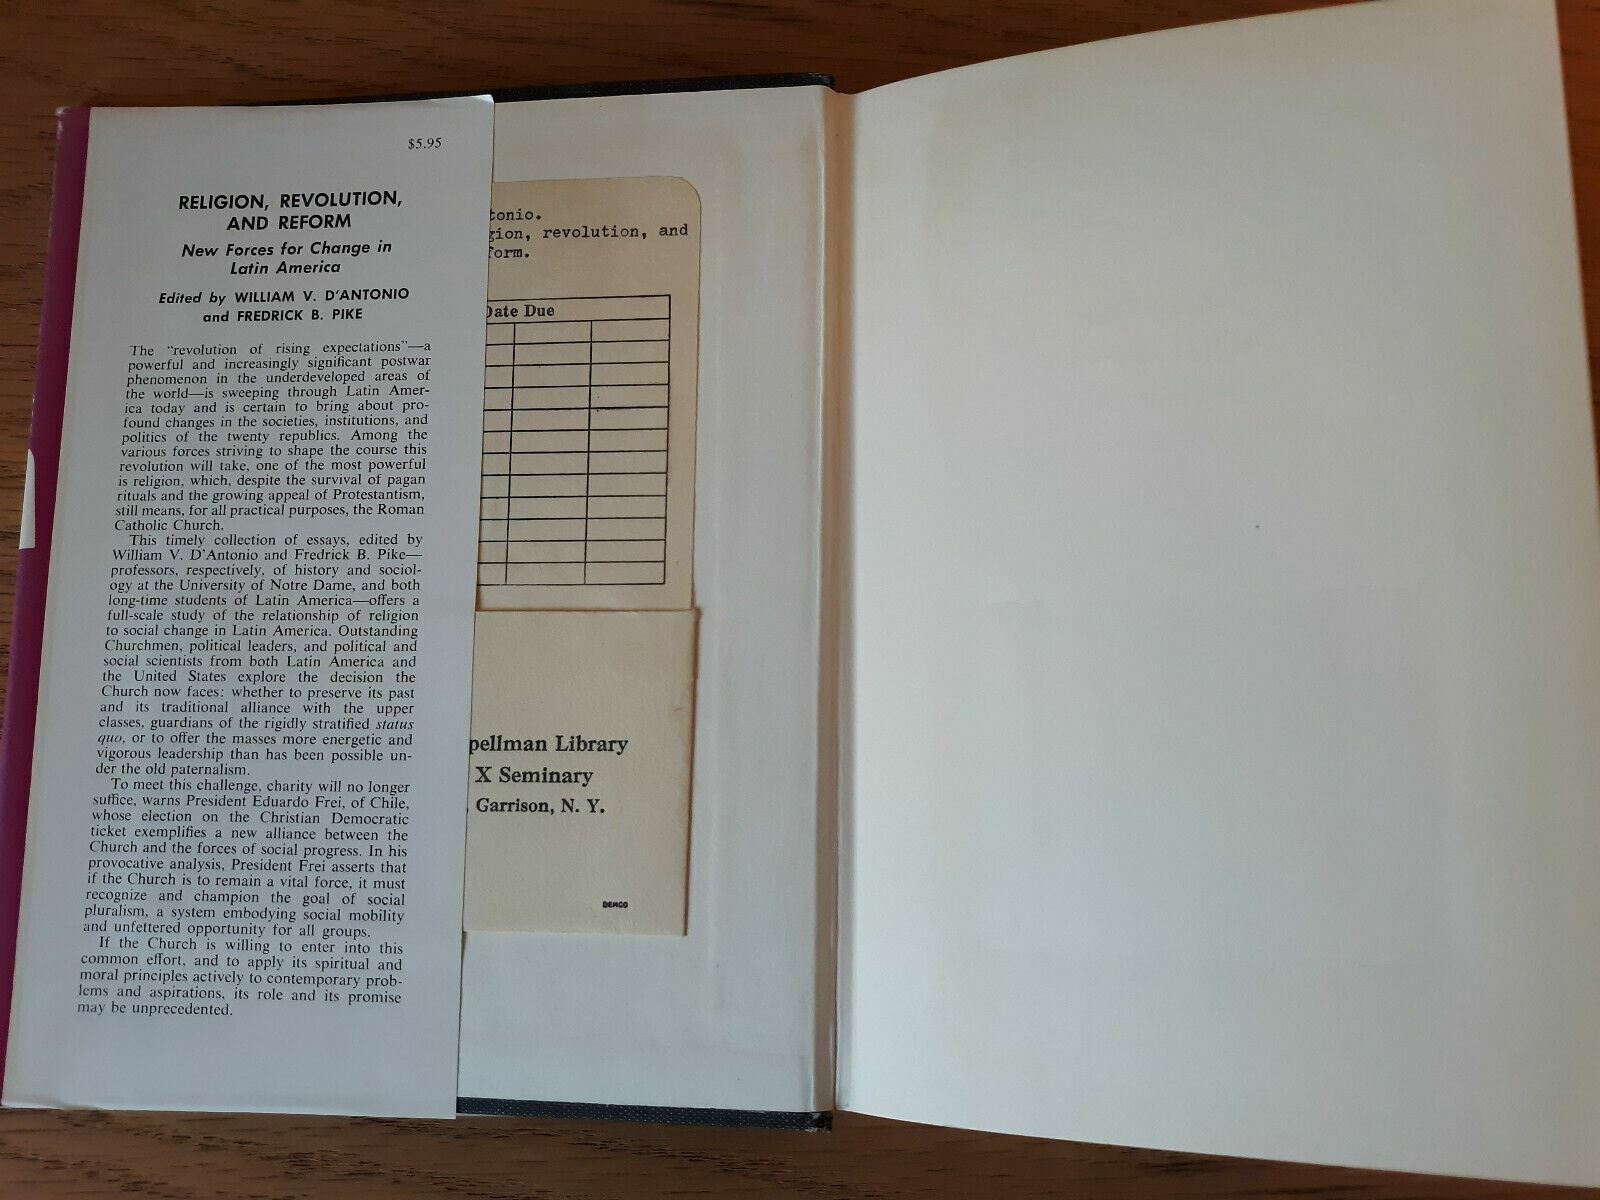 $5.95
RELIGION, REVOLUTION,
AND REFORM
New Forces for Change in
Latin America
Edited by WILLIAM V. D'ANTONIO
and FREDRICK B. PIKE
The "revolution of rising expectations"—a
powerful and increasingly significant postwar
phenomenon in the underdeveloped areas of
the world—is sweeping through Latin Amer-
ica today and is certain to bring about pro-
found changes in the societies, institutions, and
politics of the twenty republics. Among the
various forces striving to shape the course this
revolution will take, one of the most powerful
is religion, which, despite the survival of pagan
rituals and the growing appeal of Protestantism,
still means, for all practical purposes, the Roman
Catholic Church.
This timely collection of essays, edited by
William V. D'Antonio and Fredrick B. Pike—
professors, respectively, of history and sociol-
ogy at the University of Notre Dame, and both
long-time students of Latin America—offers a
full-scale study of the relationship of religion
to social change in Latin America. Outstanding
Churchmen, political leaders, and political and
social scientists from both Latin America and
the United States explore the decision the
Church now faces: whether to preserve its past
and its traditional alliance with the upper
classes, guardians of the rigidly stratified status
quo, or to offer the masses more energetic and
vigorous leadership than has been possible un-
der the old paternalism.
To meet this challenge, charity will no longer
suffice, warns President Eduardo Frei, of Chile,
whose election on the Christian Democratic
ticket exemplifies a new alliance between the
Church and the forces of social progress. In his
provocative analysis, President Frei asserts that
if the Church is to remain a vital force, it must
recognize and champion the goal of social
pluralism, a system embodying social mobility
and unfettered opportunity for all groups.
If the Church is willing to enter into this
common effort, and to apply its spiritual and
moral principles actively to contemporary prob-
lems and aspirations, its role and its promise
may be unprecedented.
tonio.
gion, revolution, and
form.
Date Due
pellman Library
X Seminary
, Garrison, N. Y.
DEMCO